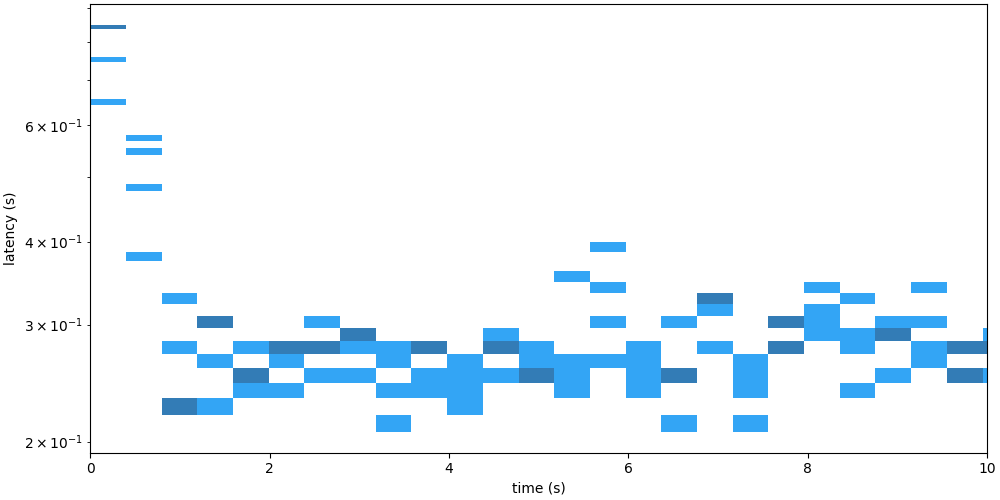 latency (s)
6 × 10⁻¹
4 × 10⁻¹
3 × 10⁻¹
2 × 10⁻¹
0 2 4 6 8 10
time (s)